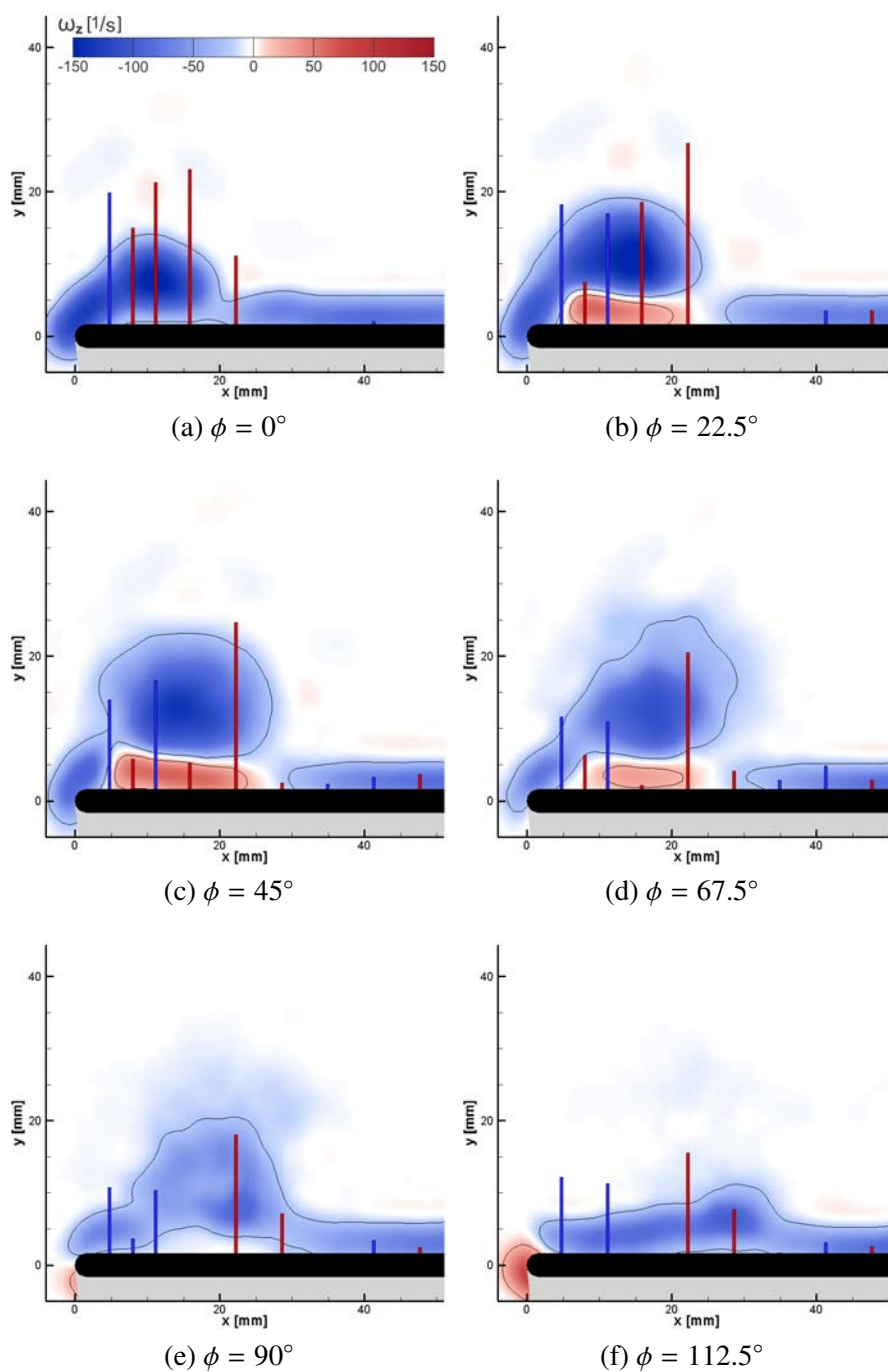 ωz [1/s]
-150 -100 -50 0 50 100 150
y [mm]
40
20
0
0 20 40
x [mm]
(a) ϕ = 0°
y [mm]
40
20
0
0 20 40
x [mm]
(b) ϕ = 22.5°
y [mm]
40
20
0
0 20 40
x [mm]
(c) ϕ = 45°
y [mm]
40
20
0
0 20 40
x [mm]
(d) ϕ = 67.5°
y [mm]
40
20
0
0 20 40
x [mm]
(e) ϕ = 90°
y [mm]
40
20
0
0 20 40
x [mm]
(f) ϕ = 112.5°